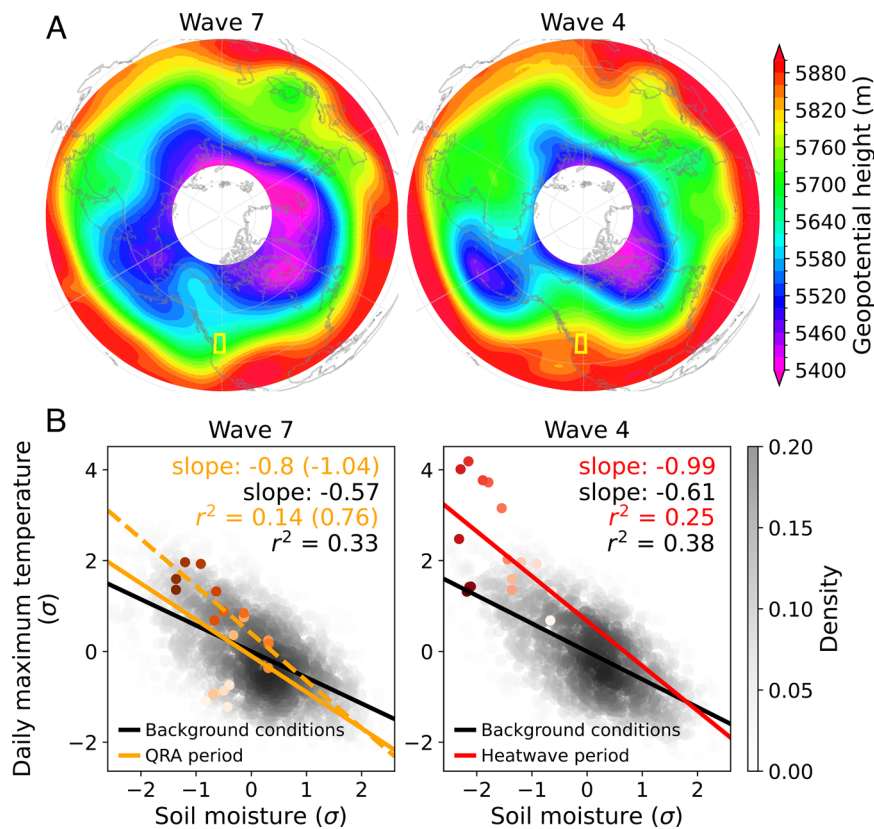 A
Wave 7
Wave 4
5880
5820
5760
5700
5640
5580
5520
5460
5400
Geopotential height (m)
B
Wave 7
Wave 4
slope: -0.8 (-1.04)
slope: -0.57
r² = 0.14 (0.76)
r² = 0.33
Background conditions
QRA period
slope: -0.99
slope: -0.61
r² = 0.25
r² = 0.38
Background conditions
Heatwave period
4
2
0
−2
Daily maximum temperature
(σ)
−2 −1 0 1 2
Soil moisture (σ)
4
2
0
−2
−2 −1 0 1 2
Soil moisture (σ)
0.20
0.15
0.10
0.05
0.00
Density